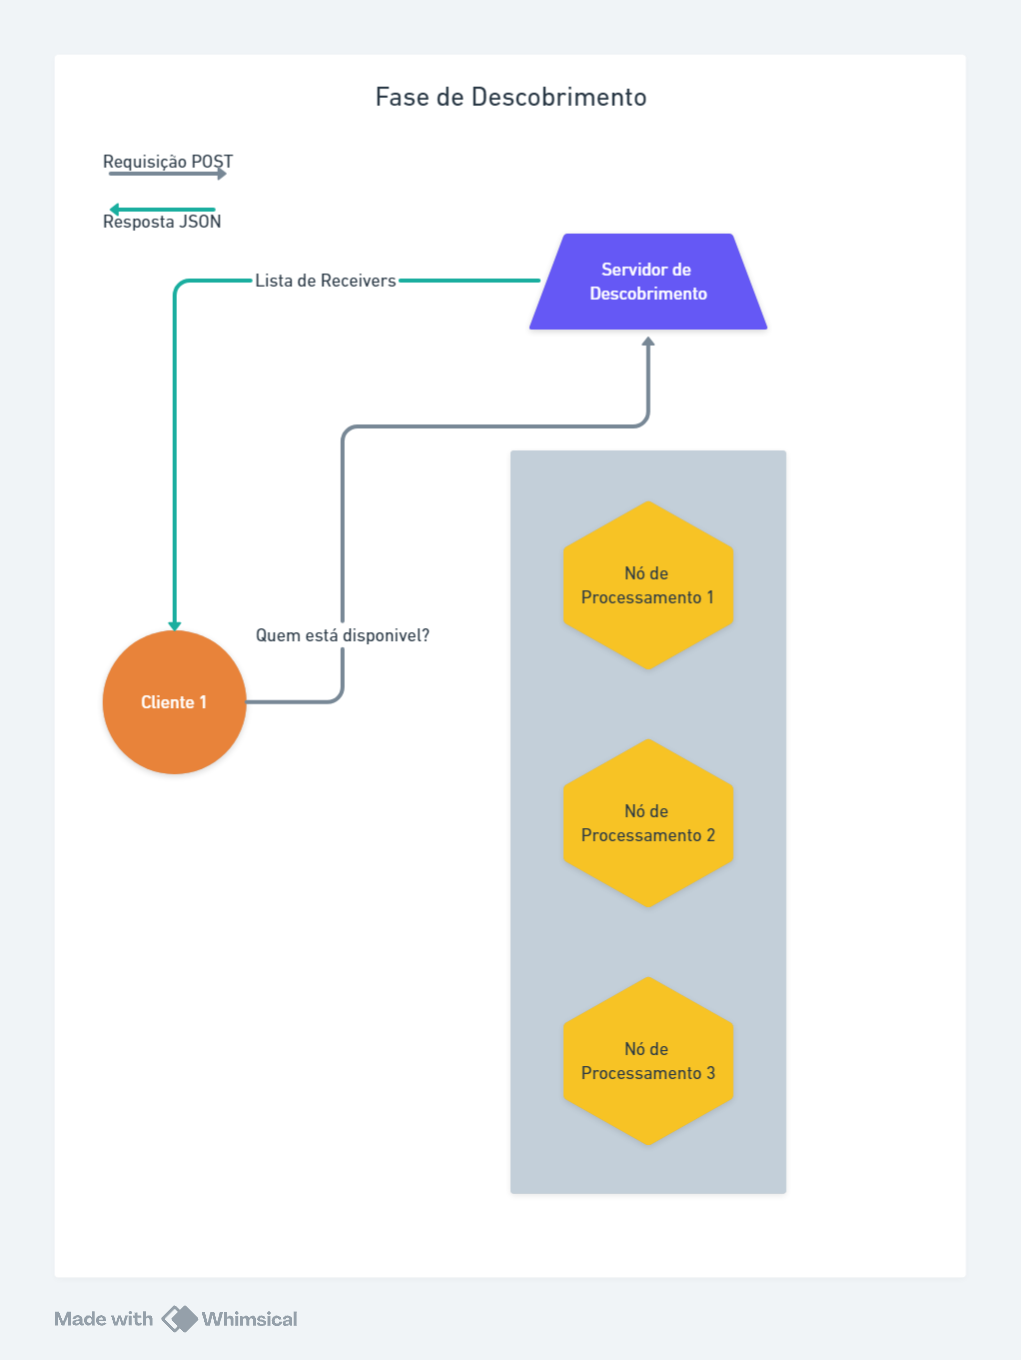 Fase de Descobrimento
Requisição POST
Resposta JSON
Servidor de
Descobrimento
Lista de Receivers
Nó de
Processamento 1
Quem está disponivel?
Cliente 1
Nó de
Processamento 2
Nó de
Processamento 3
Made with Whimsical